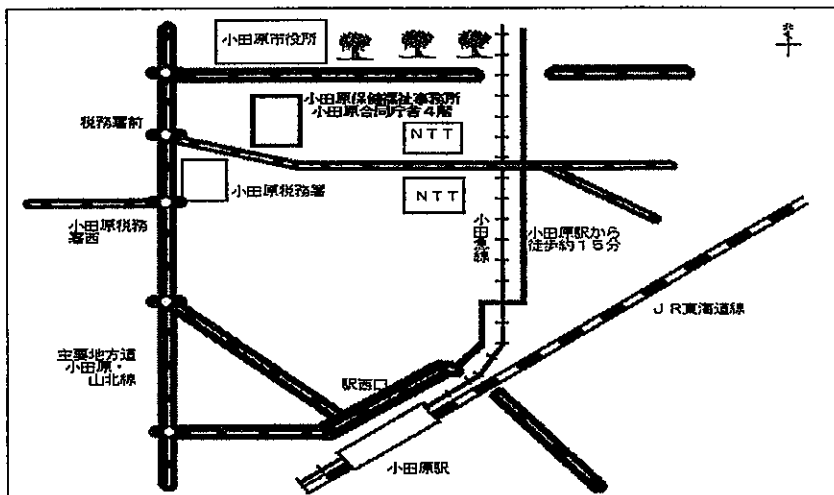 小田原市役所
北
小田原保健福祉事務所
小田原合同庁舎4階
税務署前
NTT
小田原税務署
NTT
小田原税務
署西
小田急線
小田原駅から
徒歩約15分
JR東海道線
主要地方道
小田原・
山北線
駅西口
小田原駅